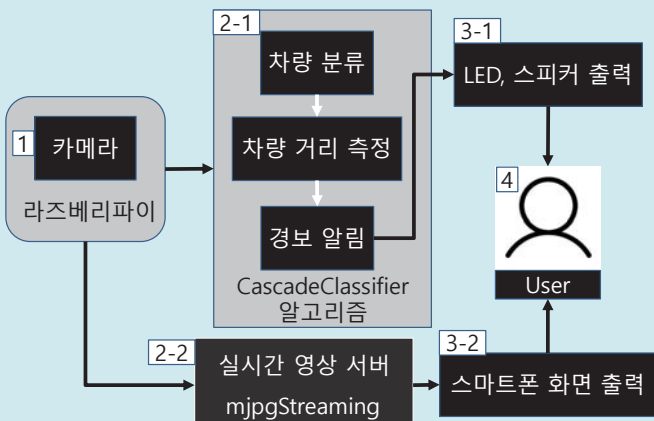 1
카메라
라즈베리파이
2-1
차량 분류
차량 거리 측정
경보 알림
CascadeClassifier
알고리즘
2-2
실시간 영상 서버
mjpgStreaming
3-1
LED, 스피커 출력
3-2
스마트폰 화면 출력
4
User